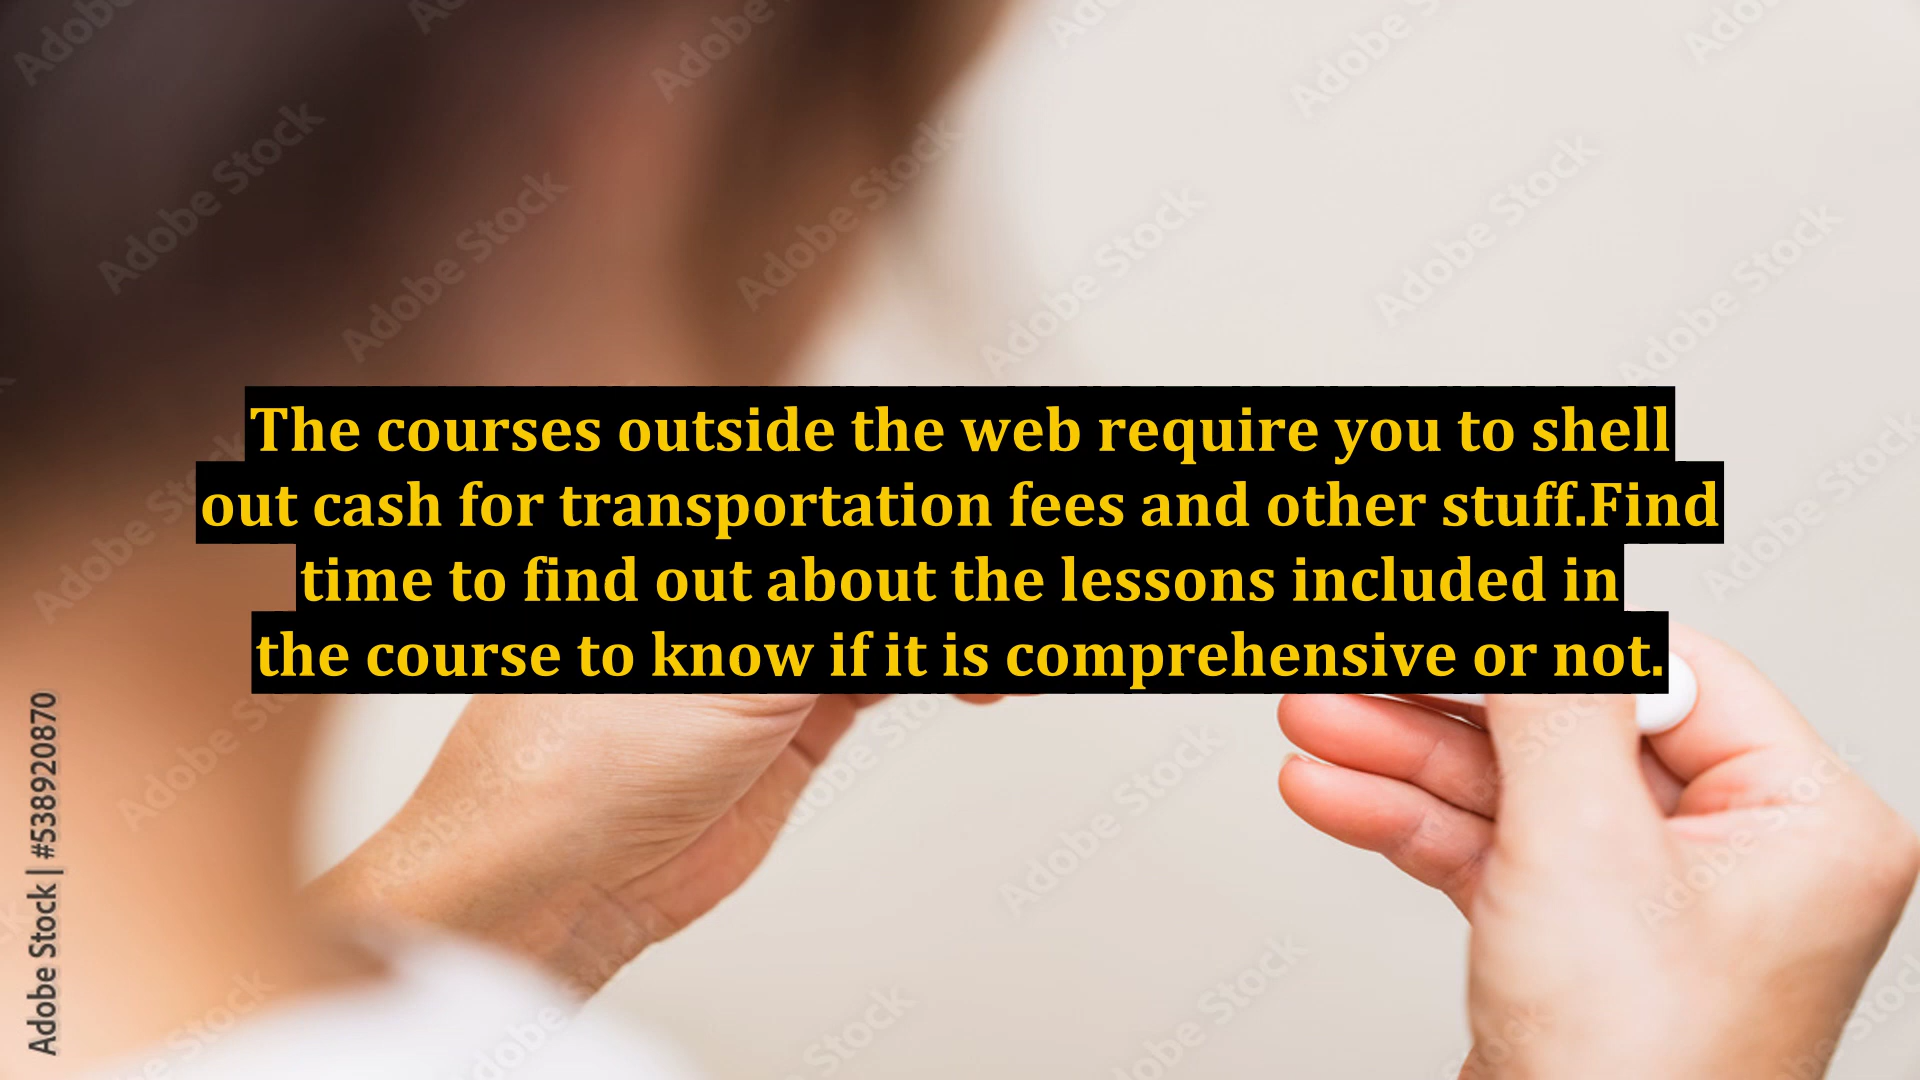 The courses outside the web require you to shell
out cash for transportation fees and other stuff.Find
time to find out about the lessons included in
the course to know if it is comprehensive or not.
Adobe Stock | #538920870
Adobe Stock